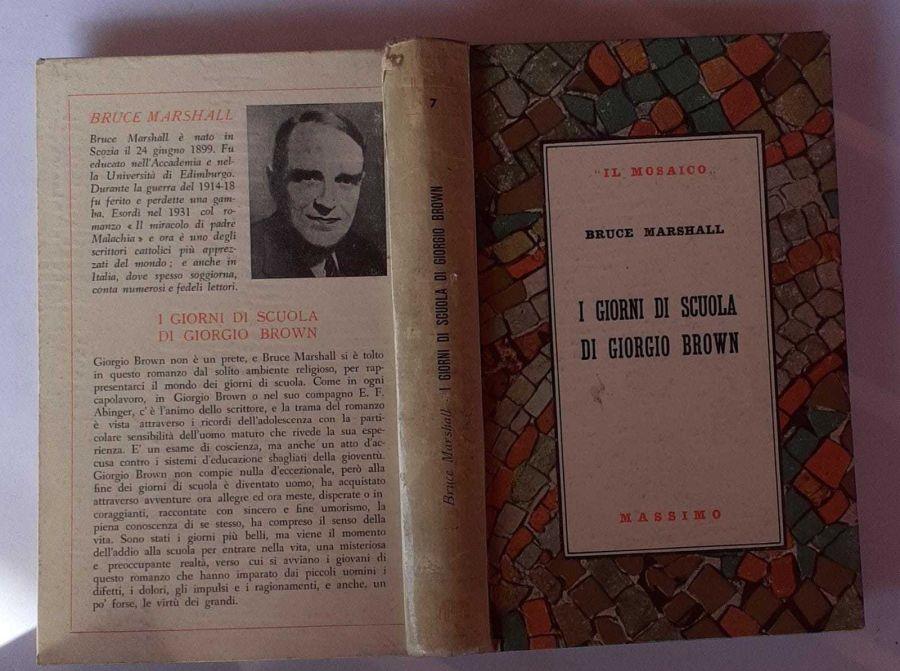 BRUCE MARSHALL
Bruce Marshall è nato in
Scozia il 24 giugno 1899. Fu
educato nell'Accademia e nel-
la Università di Edimburgo.
Durante la guerra del 1914-18
fu ferito e perdette una gam-
ba. Esordì nel 1931 col ro-
manzo « Il miracolo di padre
Malachia » e ora è uno degli
scrittori cattolici più apprez-
zati del mondo ; e anche in
Italia, dove spesso soggiorna,
conta numerosi e fedeli lettori.
I GIORNI DI SCUOLA
DI GIORGIO BROWN
Giorgio Brown non è un prete, e Bruce Marshall si è tolto
in questo romanzo dal solito ambiente religioso, per rap-
presentarci il mondo dei giorni di scuola. Come in ogni
capolavoro, in Giorgio Brown o nel suo compagno E. F.
Abinger, c' è l'animo dello scrittore, e la trama del romanzo
è vista attraverso i ricordi dell'adolescenza con la parti-
colare sensibilità dell'uomo maturo che rivede la sua espe-
rienza. E' un esame di coscienza, ma anche un atto d'ac-
cusa contro i sistemi d'educazione sbagliati della gioventù.
Giorgio Brown non compie nulla d'eccezionale, però alla
fine dei giorni di scuola è diventato uomo, ha acquistato
attraverso avventure ora allegre ed ora meste, disperate o in-
coraggianti, raccontate con sincero e fine umorismo, la
piena conoscenza di se stesso, ha compreso il senso della
vita. Sono stati i giorni più belli, ma viene il momento
dell'addio alla scuola per entrare nella vita, una misteriosa
e preoccupante realtà, verso cui si avviano i giovani di
questo romanzo che hanno imparato dai piccoli uomini i
difetti, i dolori, gli impulsi e i ragionamenti, e anche, un
po' forse, le virtù dei grandi.
7
Bruce Marshall - I GIORNI DI SCUOLA DI GIORGIO BROWN
"IL MOSAICO"
BRUCE MARSHALL
I GIORNI DI SCUOLA
DI GIORGIO BROWN
MASSIMO